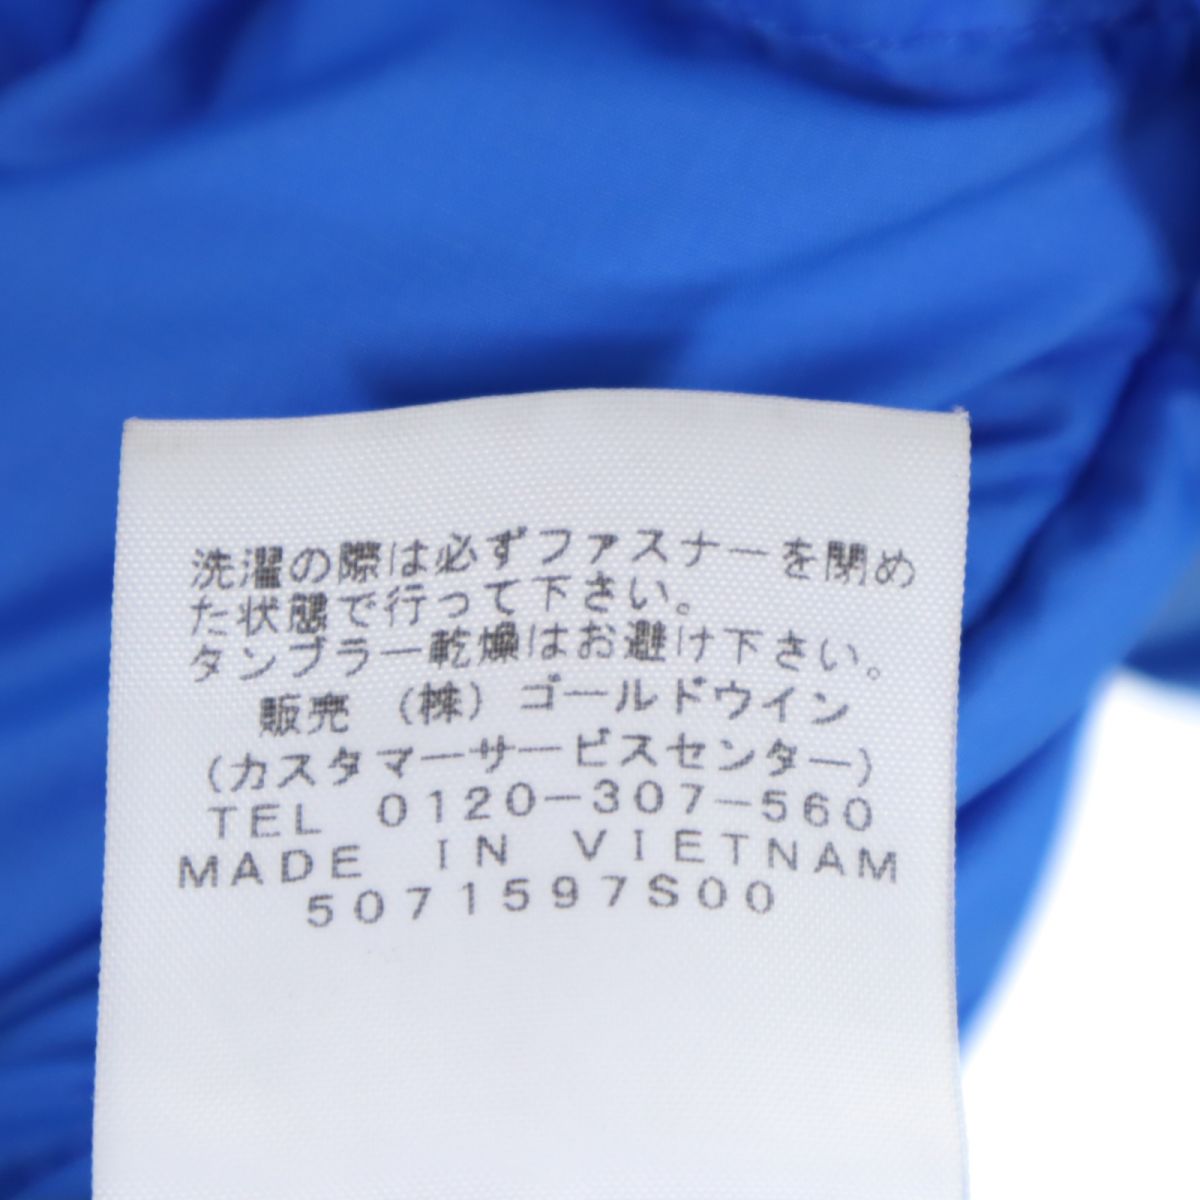 洗濯の際は必ずファスナーを閉め
た状態で行って下さい。
タンブラー乾燥はお避け下さい。
販売 (株) ゴールドウイン
(カスタマーサービスセンター)
TEL 0120-307-560
MADE IN VIETNAM
5071597S00